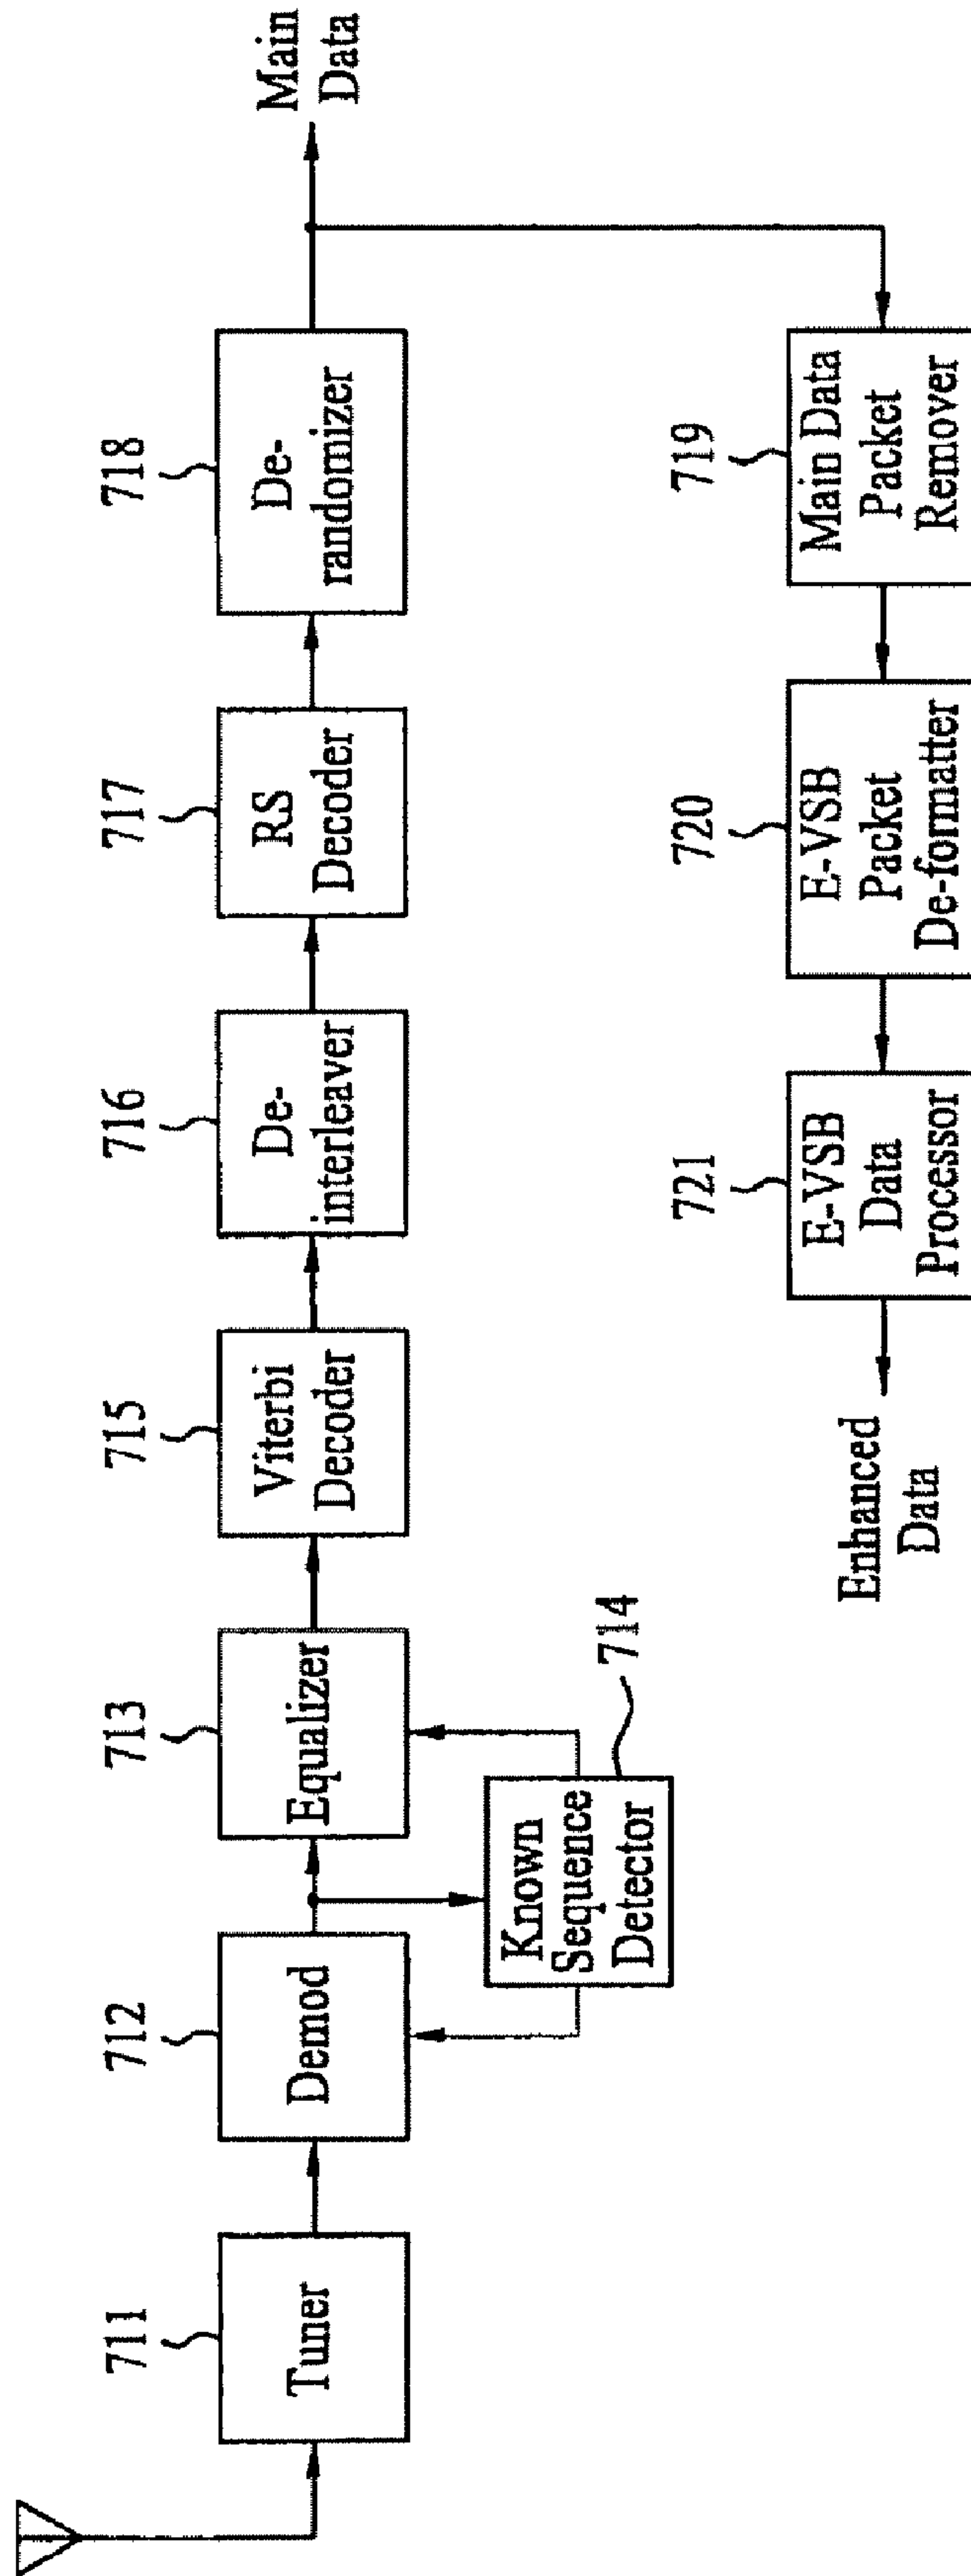 711
Tuner
712
Demod
713
Equalizer
Known
Sequence
Detector
714
715
Viterbi
Decoder
716
De-
interleaver
717
RS
Decoder
718
De-
randomizer
Main
Data
719
Main Data
Packet
Remover
720
E-VSB
Packet
De-formatter
721
E-VSB
Data
Processor
Enhanced
Data